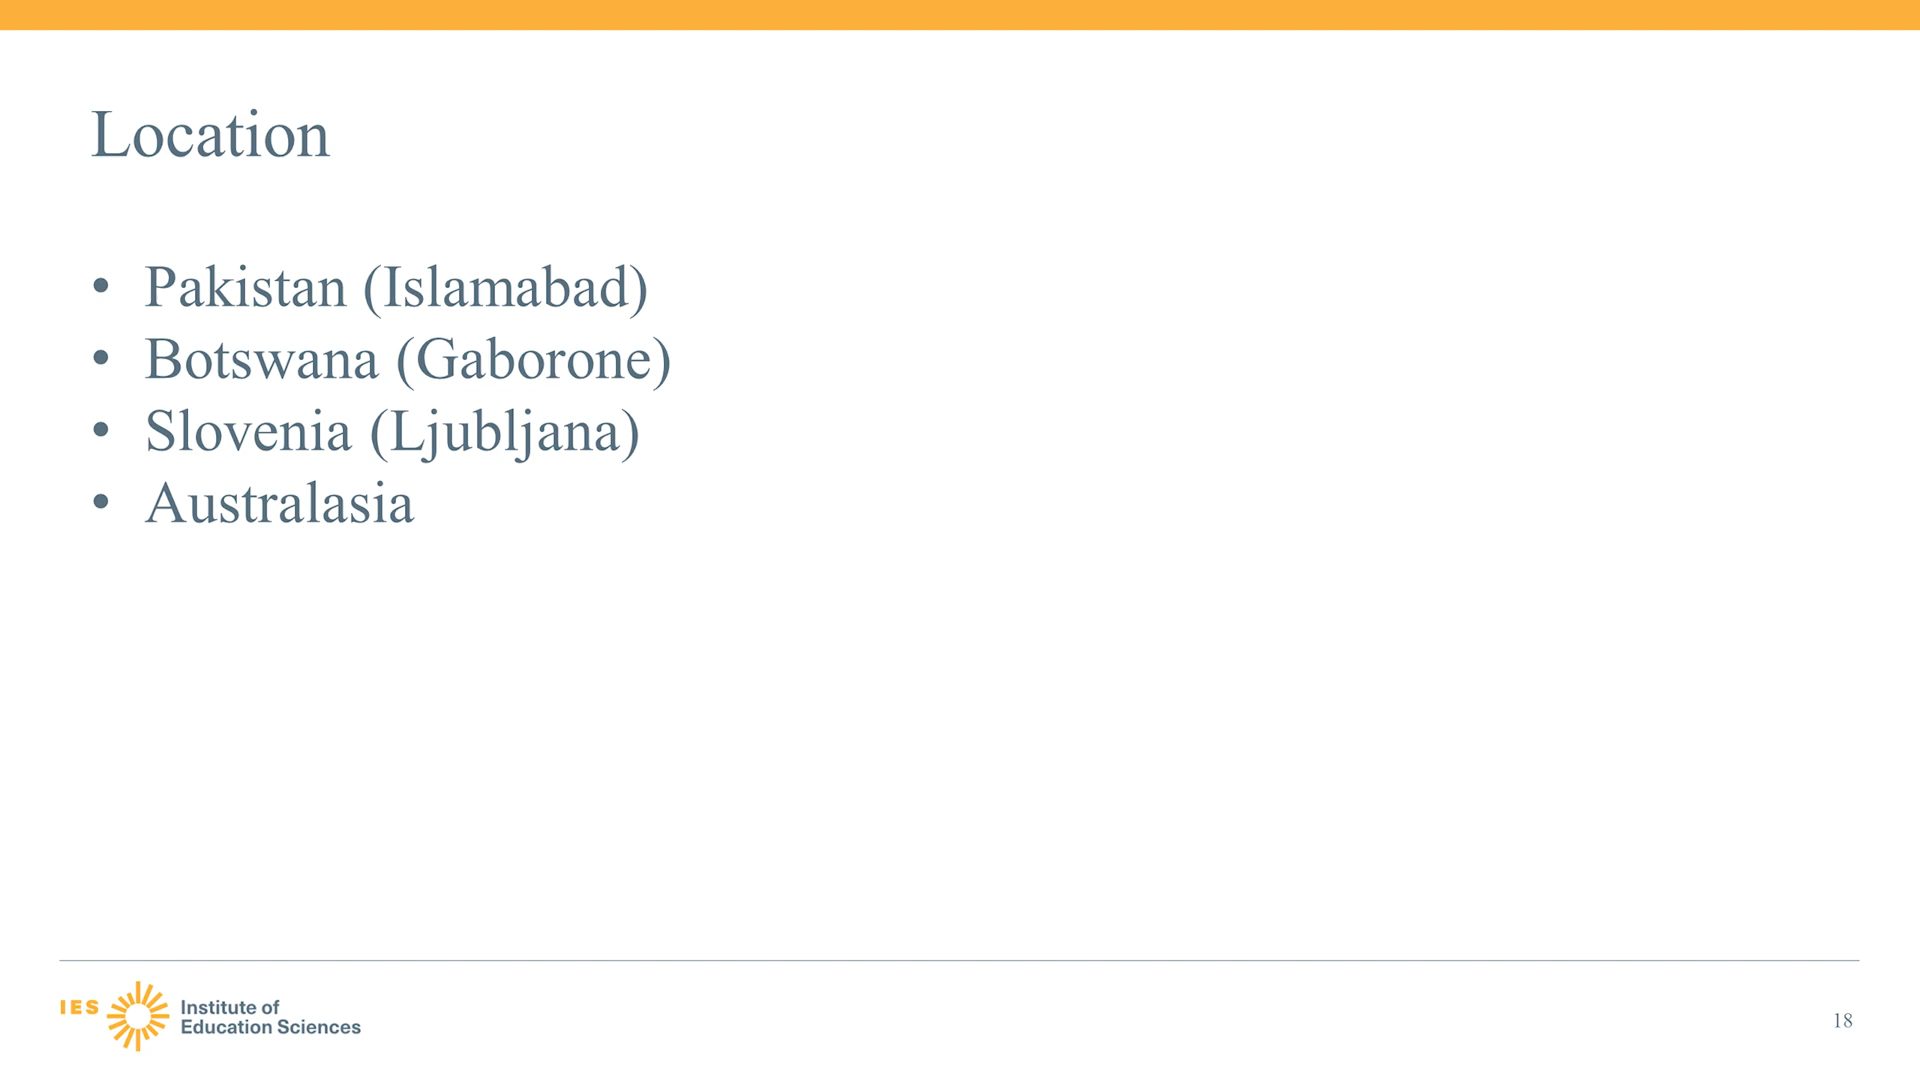 Location
• Pakistan (Islamabad)
• Botswana (Gaborone)
• Slovenia (Ljubljana)
• Australasia
IES
Institute of
Education Sciences
18